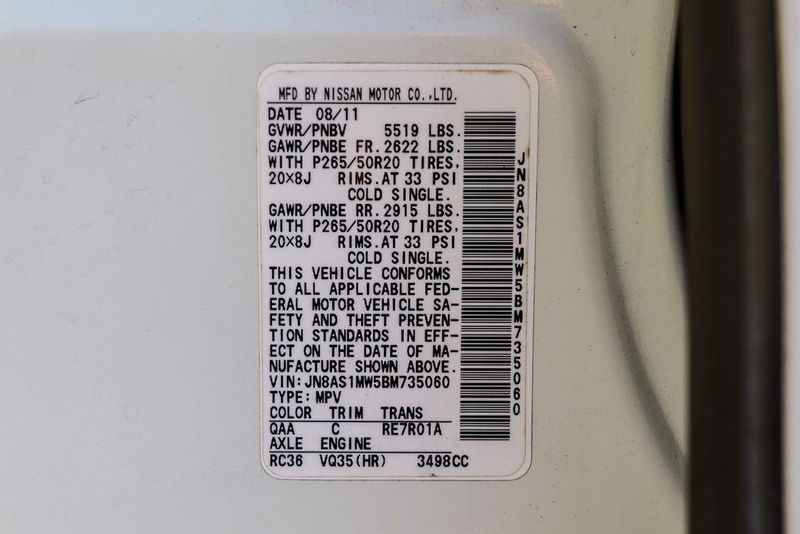 MFD BY NISSAN MOTOR CO.,LTD.
DATE 08/11
GVWR/PNBV 5519 LBS.
GAWR/PNBE FR. 2622 LBS.
WITH P265/50R20 TIRES,
20×8J RIMS. AT 33 PSI
COLD SINGLE.
GAWR/PNBE RR. 2915 LBS.
WITH P265/50R20 TIRES,
20×8J RIMS. AT 33 PSI
COLD SINGLE.
THIS VEHICLE CONFORMS
TO ALL APPLICABLE FED-
ERAL MOTOR VEHICLE SA-
FETY AND THEFT PREVEN-
TION STANDARDS IN EFF-
ECT ON THE DATE OF MA-
NUFACTURE SHOWN ABOVE.
VIN: JN8AS1MW5BM735060
TYPE: MPV
COLOR TRIM TRANS
QAA C RE7R01A
AXLE ENGINE
RC36 VQ35(HR) 3498CC
JN8AS1MW5BM735060